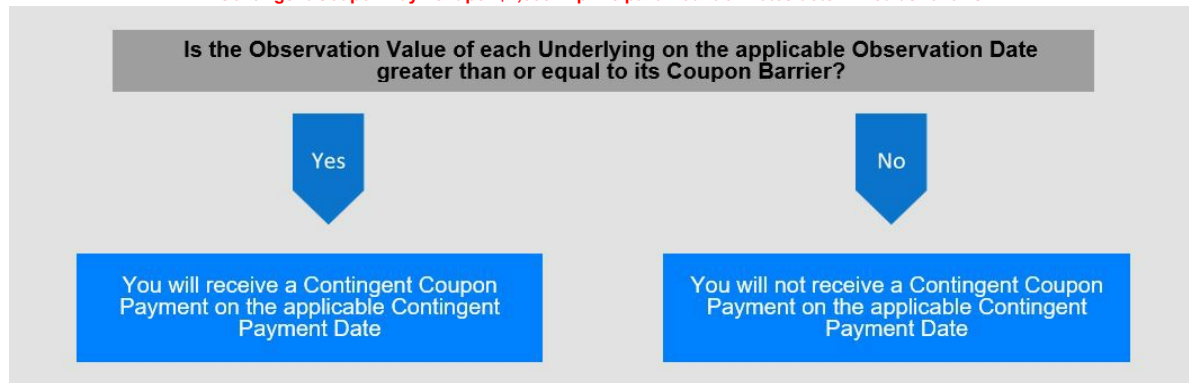 Is the Observation Value of each Underlying on the applicable Observation Date
greater than or equal to its Coupon Barrier?
Yes
No
You will receive a Contingent Coupon
Payment on the applicable Contingent
Payment Date
You will not receive a Contingent Coupon
Payment on the applicable Contingent
Payment Date